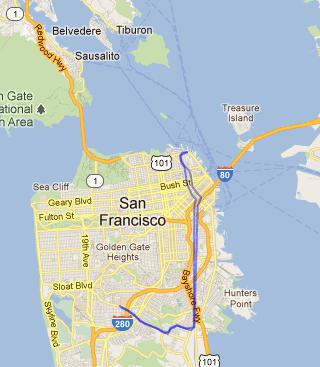 1
Belvedere
Tiburon
Redwood Hwy
Sausalito
n Gate
ational
h Area
Treasure
Island
101
80
1
Sea Cliff
Bush St
Geary Blvd
San
Francisco
Fulton St
19th Ave
Golden Gate
Heights
Sloat Blvd
Skyline Blvd
Bayshore Fwy
Hunters
Point
280
101